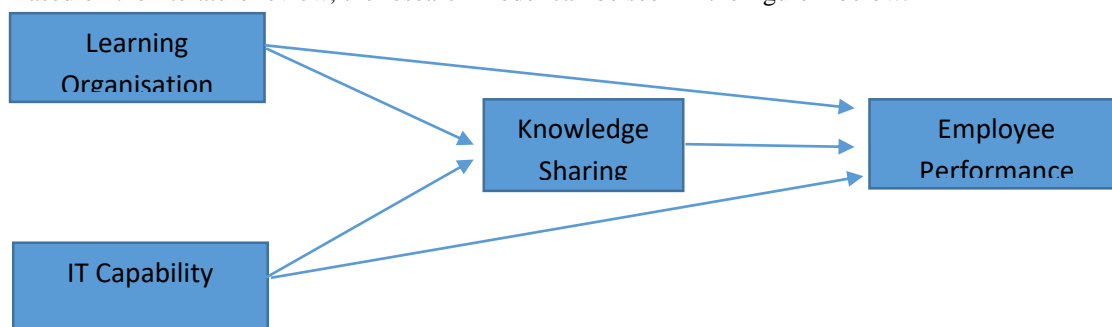 Learning
Organisation
Knowledge
Sharing
Employee
Performance
IT Capability